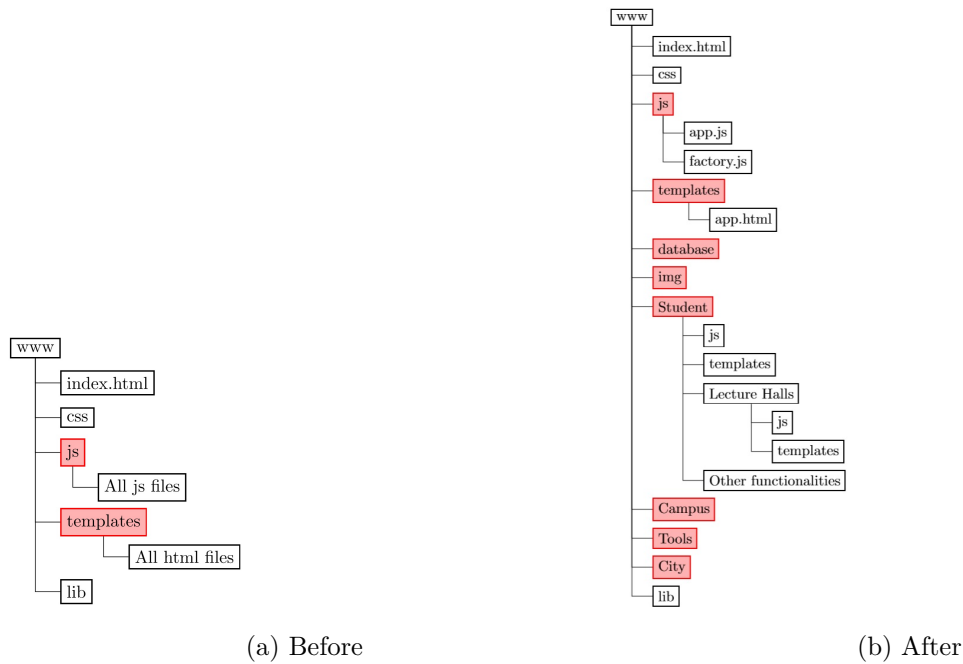 www
index.html
css
js
All js files
templates
All html files
lib
(a) Before
www
index.html
css
js
app.js
factory.js
templates
app.html
database
img
Student
js
templates
Lecture Halls
js
templates
Other functionalities
Campus
Tools
City
lib
(b) After